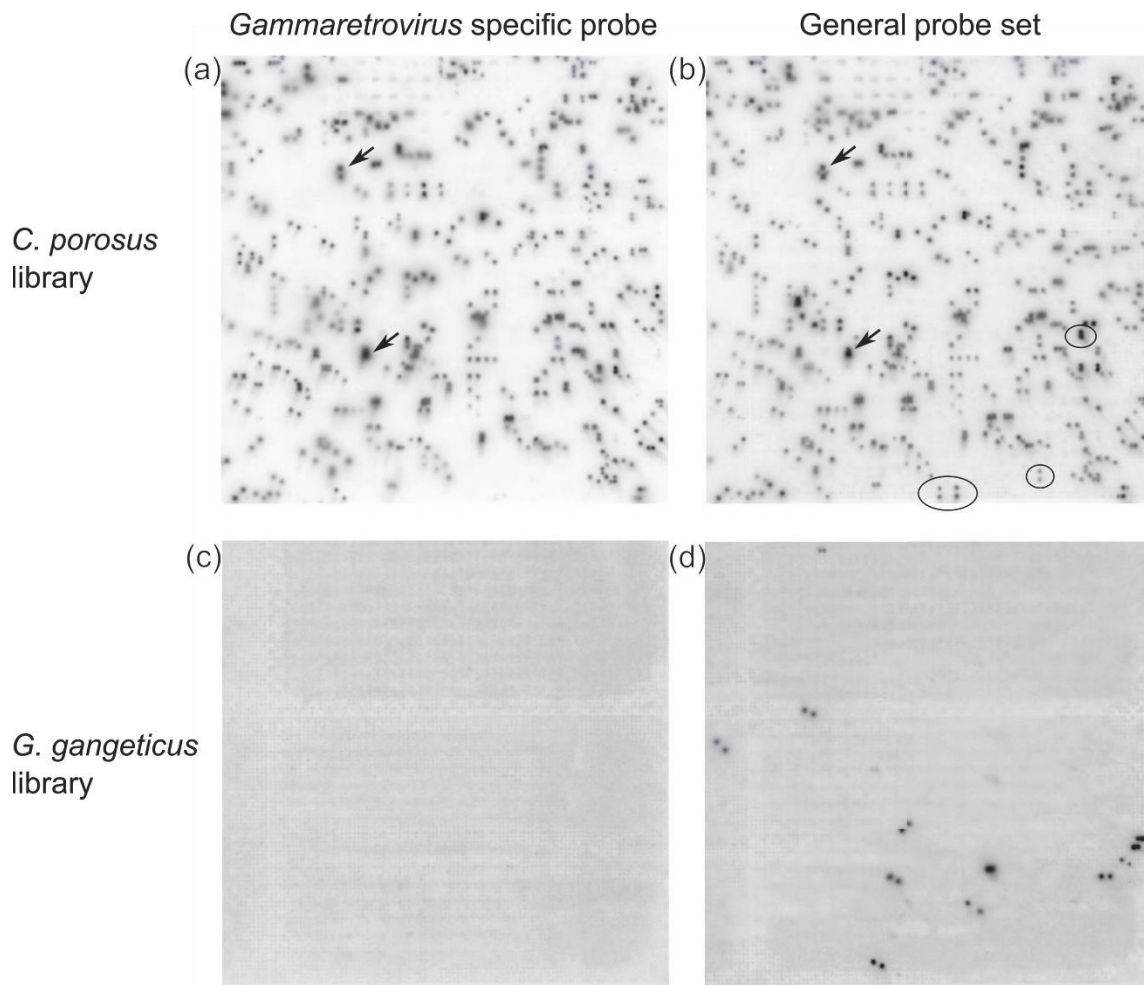 Gammaretrovirus specific probe
General probe set
(a)
(b)
C. porosus
library
(c)
(d)
G. gangeticus
library